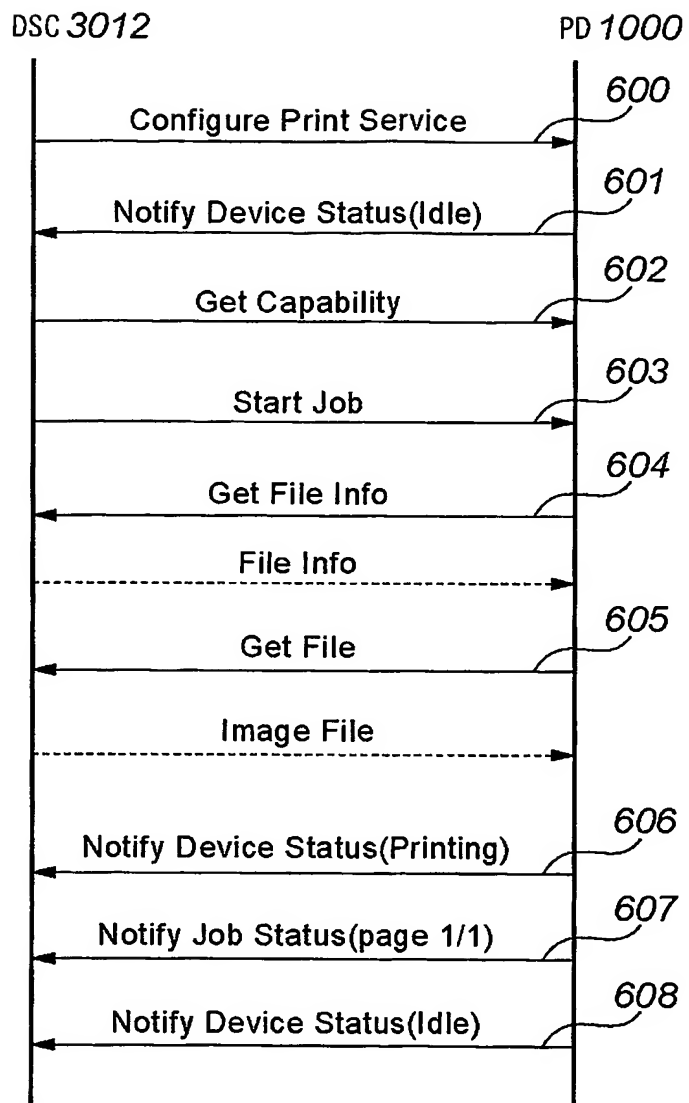 DSC 3012 PD 1000
600
Configure Print Service
601
Notify Device Status(Idle)
602
Get Capability
603
Start Job
604
Get File Info
File Info
605
Get File
Image File
606
Notify Device Status(Printing)
607
Notify Job Status(page 1/1)
608
Notify Device Status(Idle)